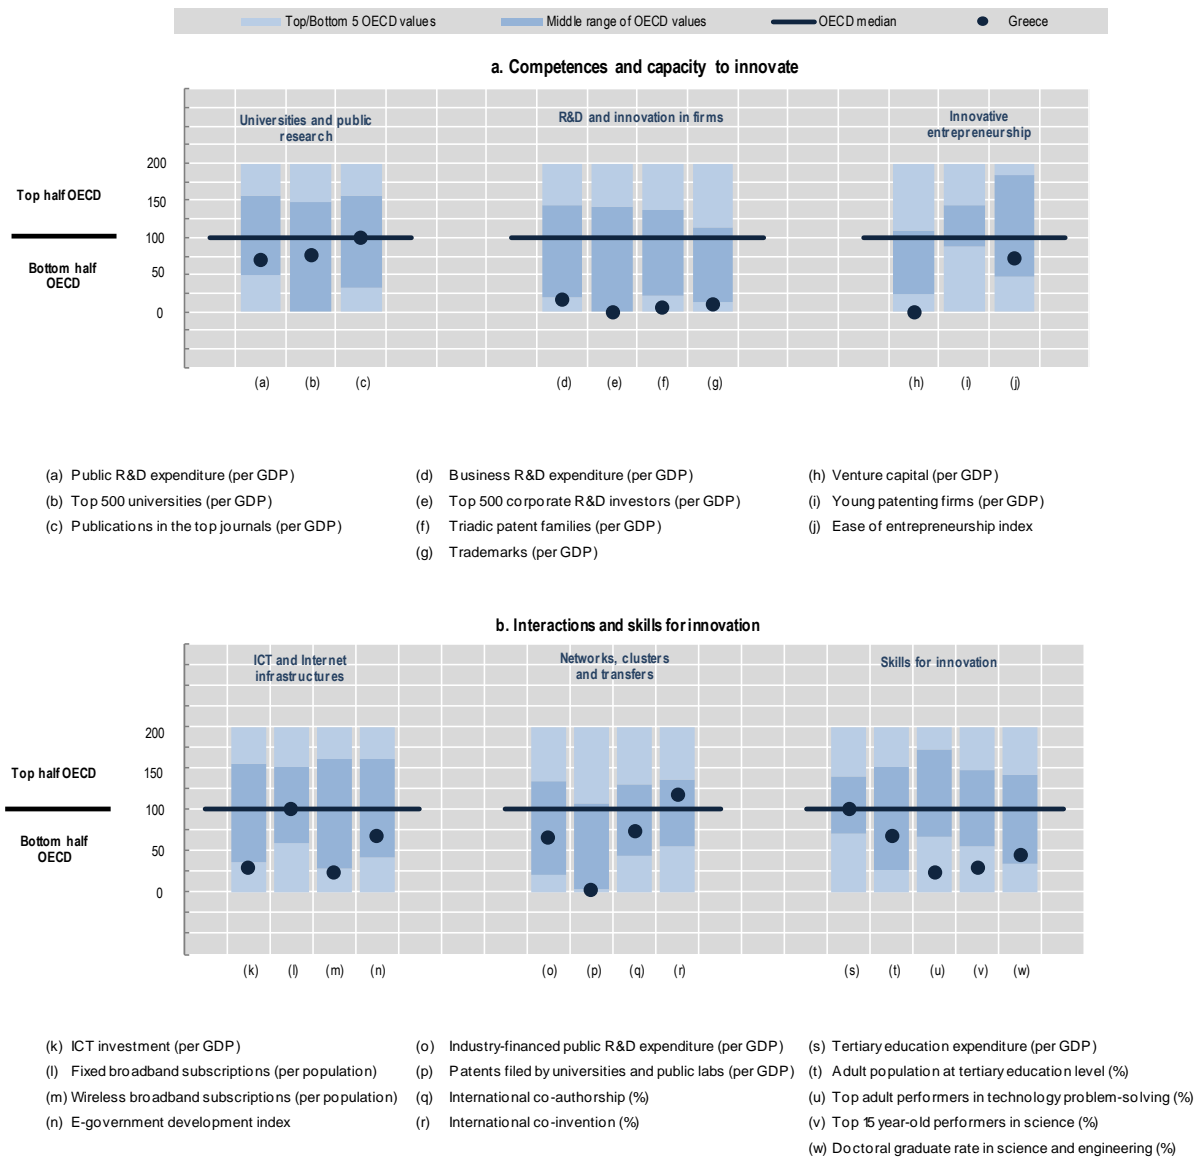 Top/Bottom 5 OECD values
Middle range of OECD values
OECD median
Greece
a. Competences and capacity to innovate
Universities and public
research
R&D and innovation in firms
Innovative
entrepreneurship
200
150
100
50
0
Top half OECD
Bottom half
OECD
(a)
(b)
(c)
(d)
(e)
(f)
(g)
(h)
(i)
(j)
(a) Public R&D expenditure (per GDP)
(b) Top 500 universities (per GDP)
(c) Publications in the top journals (per GDP)
(d) Business R&D expenditure (per GDP)
(e) Top 500 corporate R&D investors (per GDP)
(f) Triadic patent families (per GDP)
(g) Trademarks (per GDP)
(h) Venture capital (per GDP)
(i) Young patenting firms (per GDP)
(j) Ease of entrepreneurship index
b. Interactions and skills for innovation
ICT and Internet
infrastructures
Networks, clusters
and transfers
Skills for innovation
200
150
100
50
0
Top half OECD
Bottom half
OECD
(k)
(l)
(m)
(n)
(o)
(p)
(q)
(r)
(s)
(t)
(u)
(v)
(w)
(k) ICT investment (per GDP)
(l) Fixed broadband subscriptions (per population)
(m) Wireless broadband subscriptions (per population)
(n) E-government development index
(o) Industry-financed public R&D expenditure (per GDP)
(p) Patents filed by universities and public labs (per GDP)
(q) International co-authorship (%)
(r) International co-invention (%)
(s) Tertiary education expenditure (per GDP)
(t) Adult population at tertiary education level (%)
(u) Top adult performers in technology problem-solving (%)
(v) Top 15 year-old performers in science (%)
(w) Doctoral graduate rate in science and engineering (%)